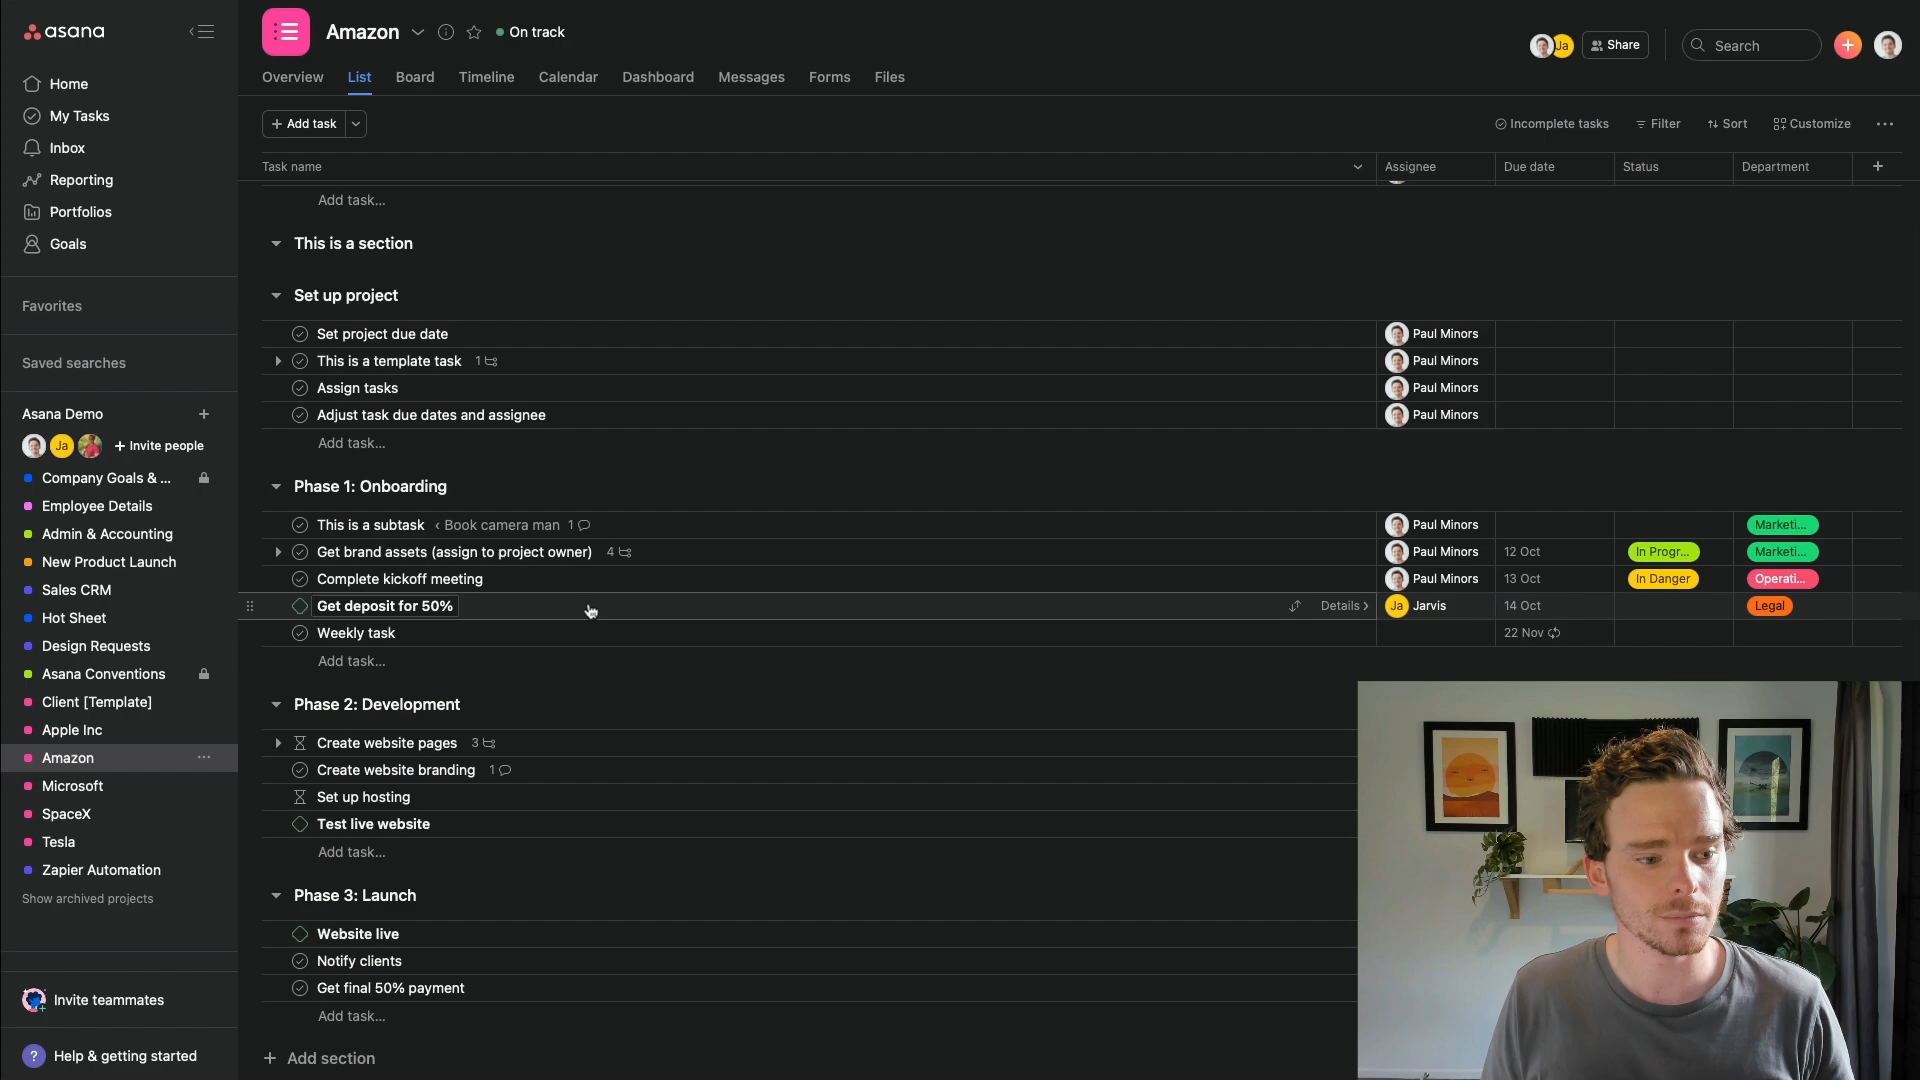 asana
Home
My Tasks
Inbox
Reporting
Portfolios
Goals
Favorites
Saved searches
Asana Demo
Ja
Invite people
Company Goals & ...
Employee Details
Admin & Accounting
New Product Launch
Sales CRM
Hot Sheet
Design Requests
Asana Conventions
Client [Template]
Apple Inc
Amazon
Microsoft
SpaceX
Tesla
Zapier Automation
Show archived projects
Invite teammates
? Help & getting started
Amazon
On track
Overview List Board Timeline Calendar Dashboard Messages Forms Files
Ja
Share
Search
+ Add task
Incomplete tasks Filter Sort Customize
Task name Assignee Due date Status Department
Add task...
This is a section
Set up project
Set project due date Paul Minors
This is a template task 1 Paul Minors
Assign tasks Paul Minors
Adjust task due dates and assignee Paul Minors
Add task...
Phase 1: Onboarding
This is a subtask ‹ Book camera man 1 Paul Minors Marketi...
Get brand assets (assign to project owner) 4 Paul Minors 12 Oct In Progr... Marketi...
Complete kickoff meeting Paul Minors 13 Oct In Danger Operati...
Get deposit for 50% Details › Ja Jarvis 14 Oct Legal
Weekly task 22 Nov
Add task...
Phase 2: Development
Create website pages 3
Create website branding 1
Set up hosting
Test live website
Add task...
Phase 3: Launch
Website live
Notify clients
Get final 50% payment
Add task...
+ Add section